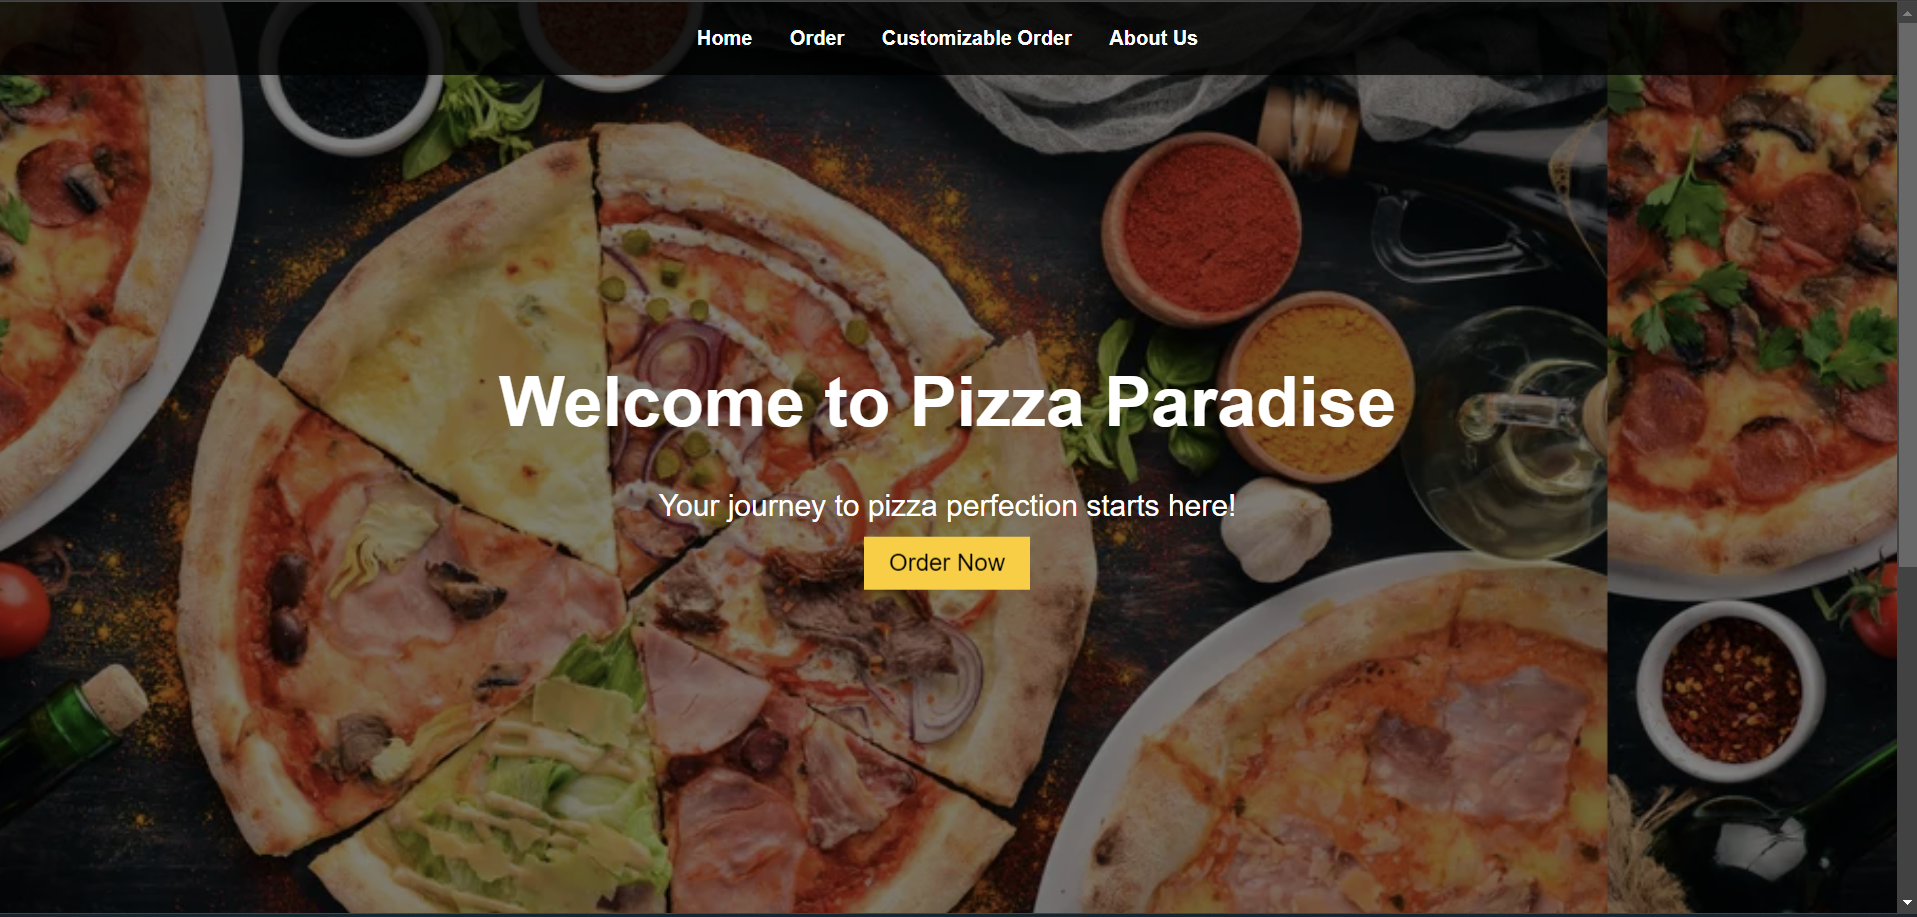 Home Order Customizable Order About Us
Welcome to Pizza Paradise
Your journey to pizza perfection starts here!
Order Now